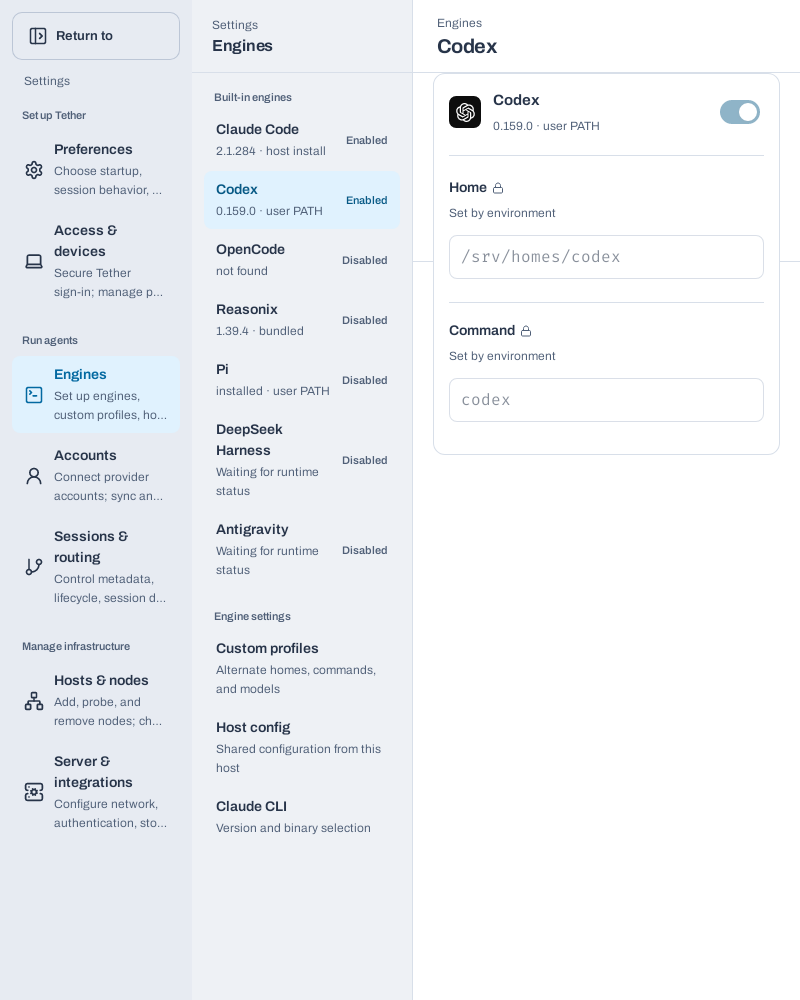 Return to
Settings
Set up Tether
Preferences
Choose startup,
session behavior, ...
Access &
devices
Secure Tether
sign-in; manage p...
Run agents
Engines
Set up engines,
custom profiles, ho...
Accounts
Connect provider
accounts; sync an...
Sessions &
routing
Control metadata,
lifecycle, session d...
Manage infrastructure
Hosts & nodes
Add, probe, and
remove nodes; ch...
Server &
integrations
Configure network,
authentication, sto...
Settings
Engines
Built-in engines
Claude Code
2.1.284 · host install
Enabled
Codex
0.159.0 · user PATH
Enabled
OpenCode
not found
Disabled
Reasonix
1.39.4 · bundled
Disabled
Pi
installed · user PATH
Disabled
DeepSeek
Harness
Waiting for runtime
status
Disabled
Antigravity
Waiting for runtime
status
Disabled
Engine settings
Custom profiles
Alternate homes, commands,
and models
Host config
Shared configuration from this
host
Claude CLI
Version and binary selection
Engines
Codex
Codex
0.159.0 · user PATH
Home
Set by environment
/srv/homes/codex
Command
Set by environment
codex